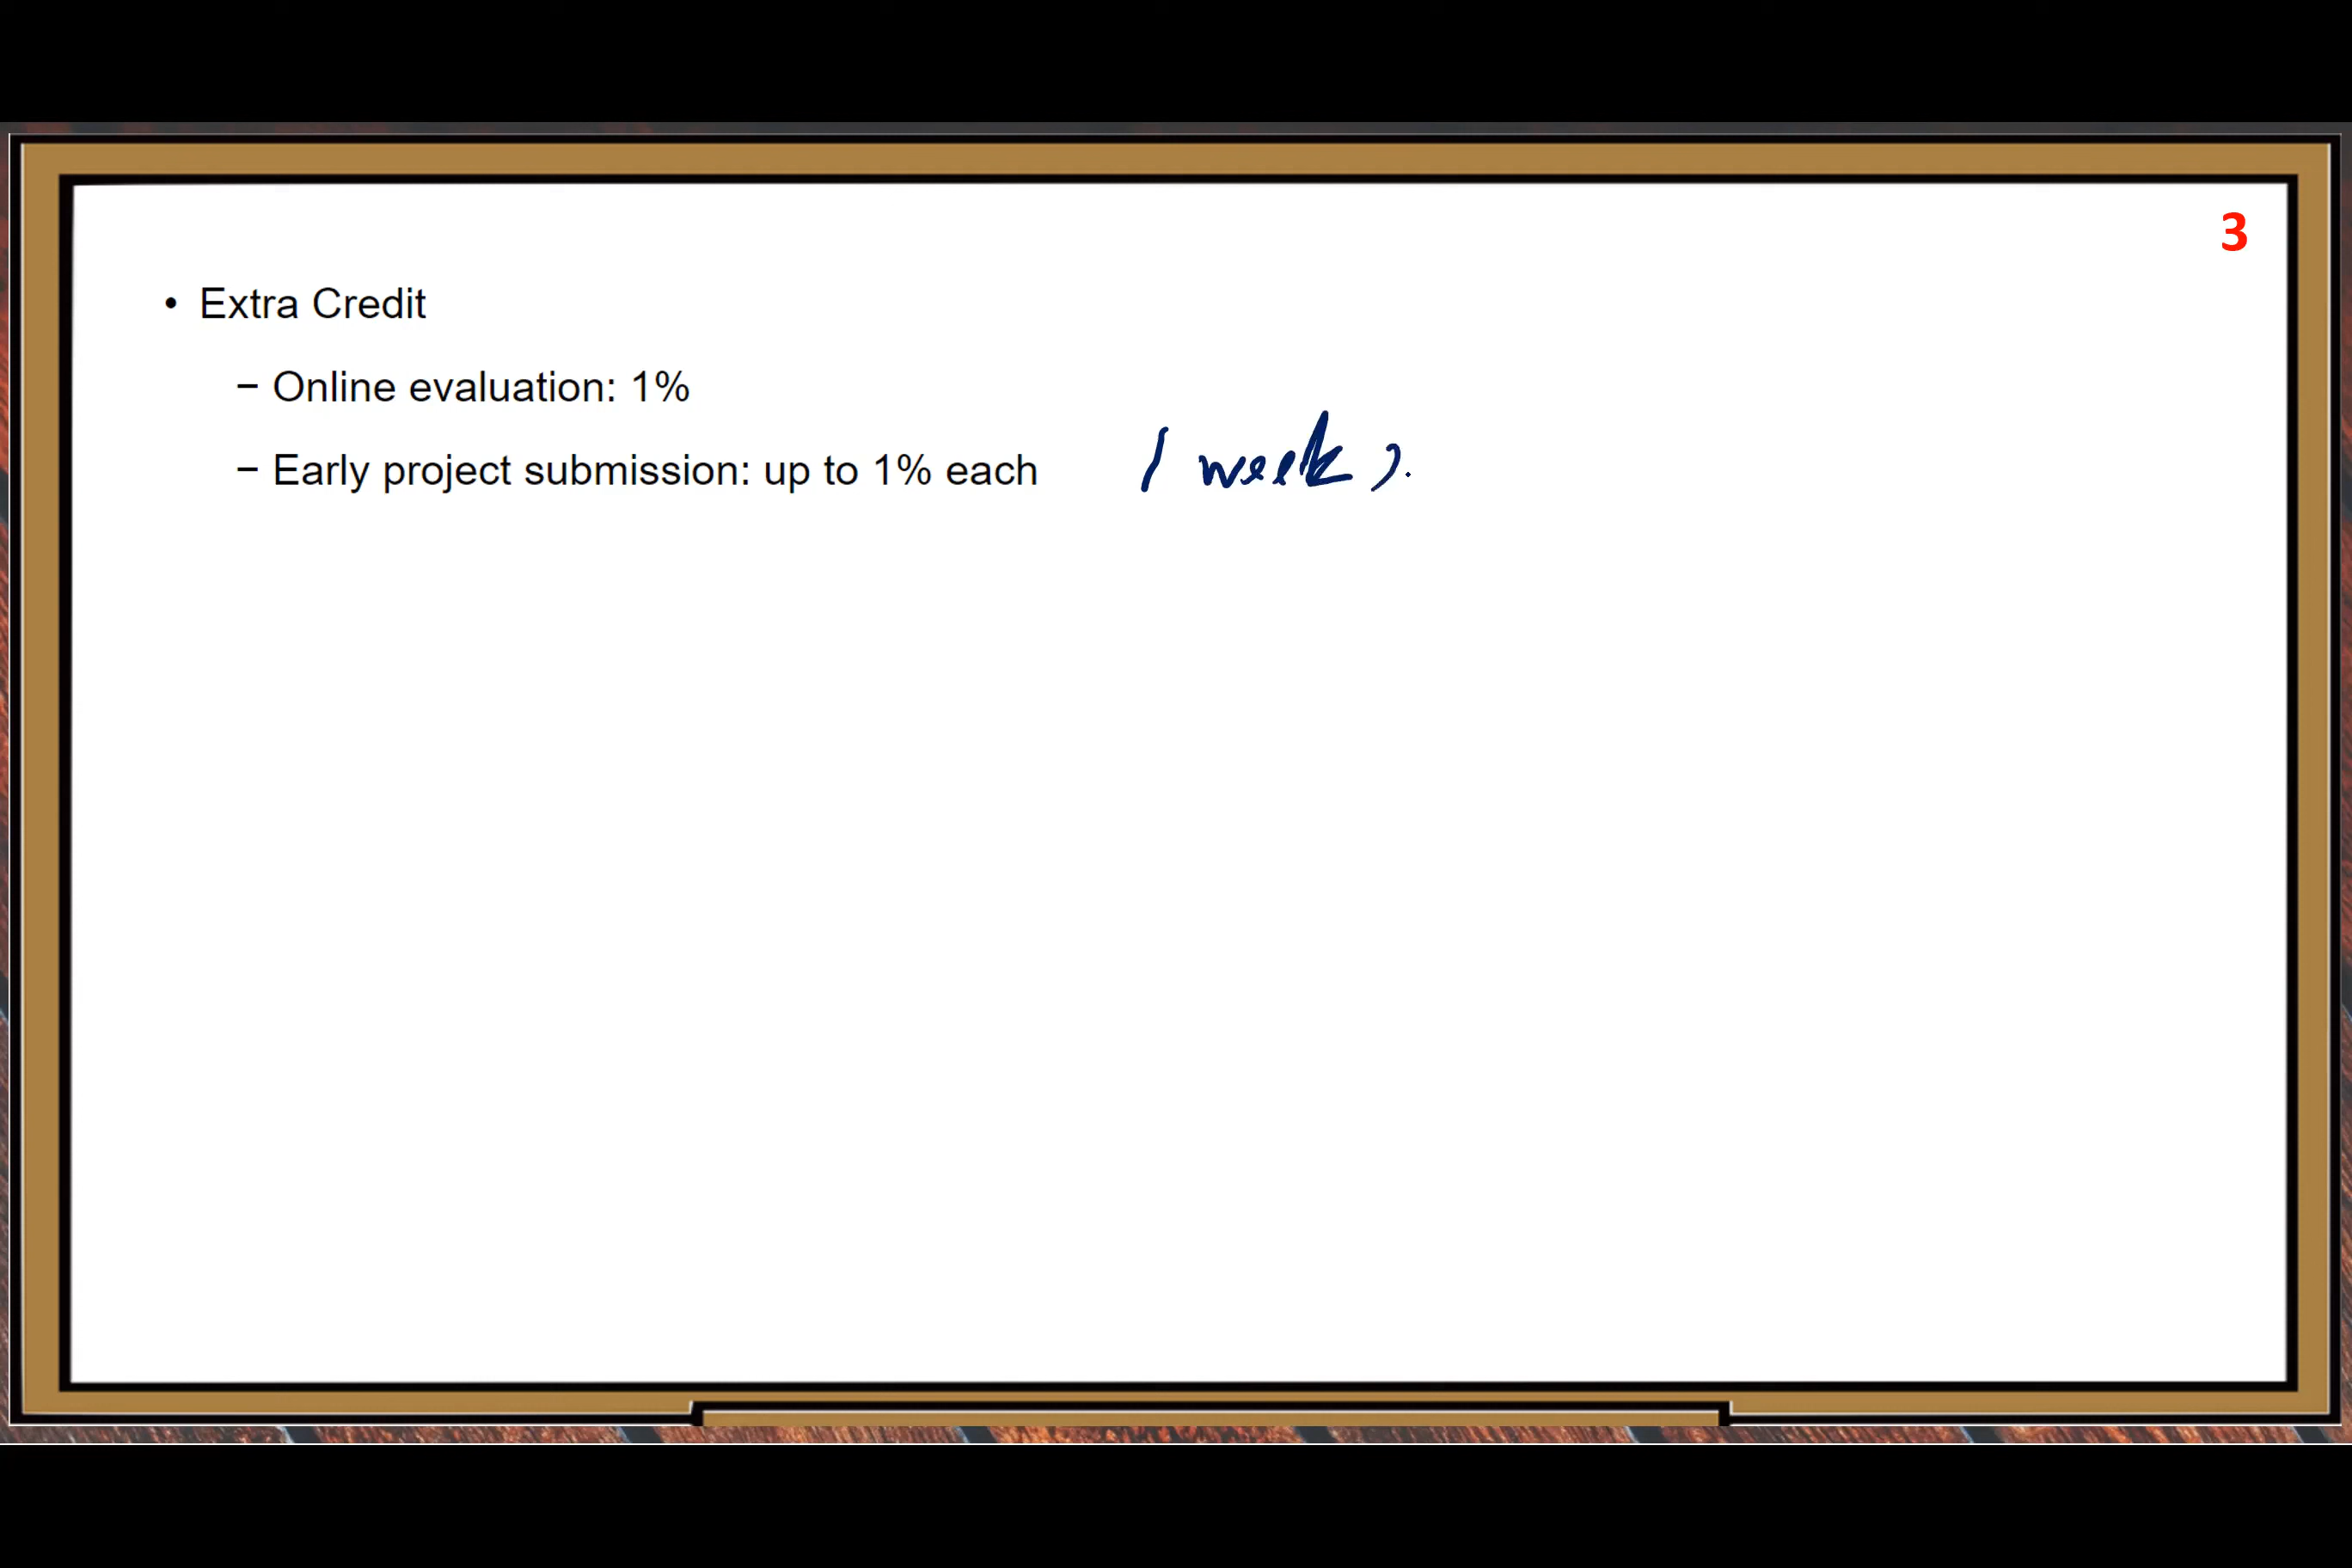 3
• Extra Credit
– Online evaluation: 1%
– Early project submission: up to 1% each 1 week